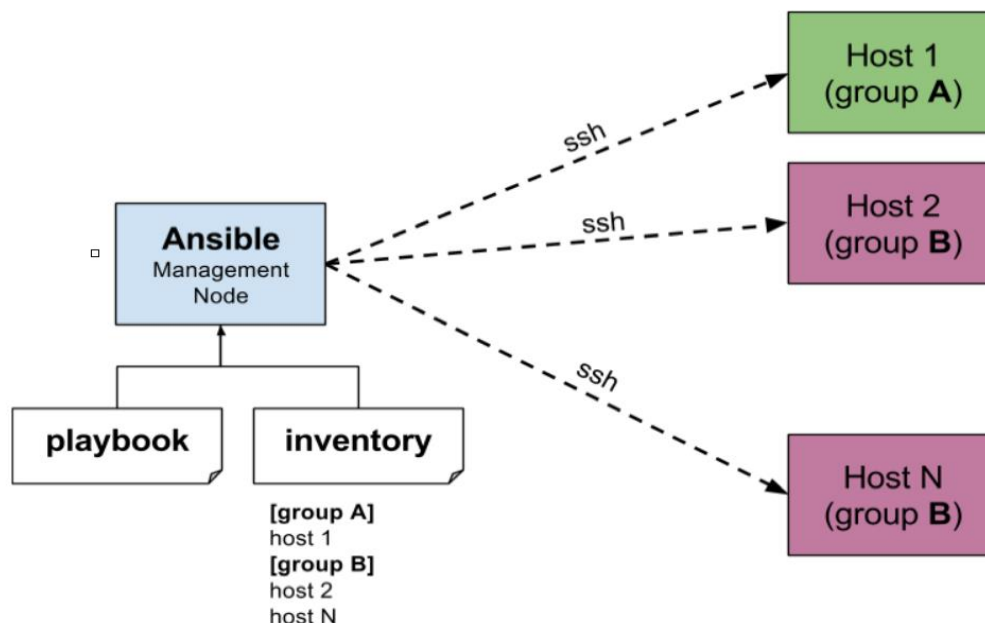 Host 1
(group A)
ssh
Host 2
(group B)
ssh
Ansible
Management
Node
ssh
playbook
inventory
Host N
(group B)
[group A]
host 1
[group B]
host 2
host N